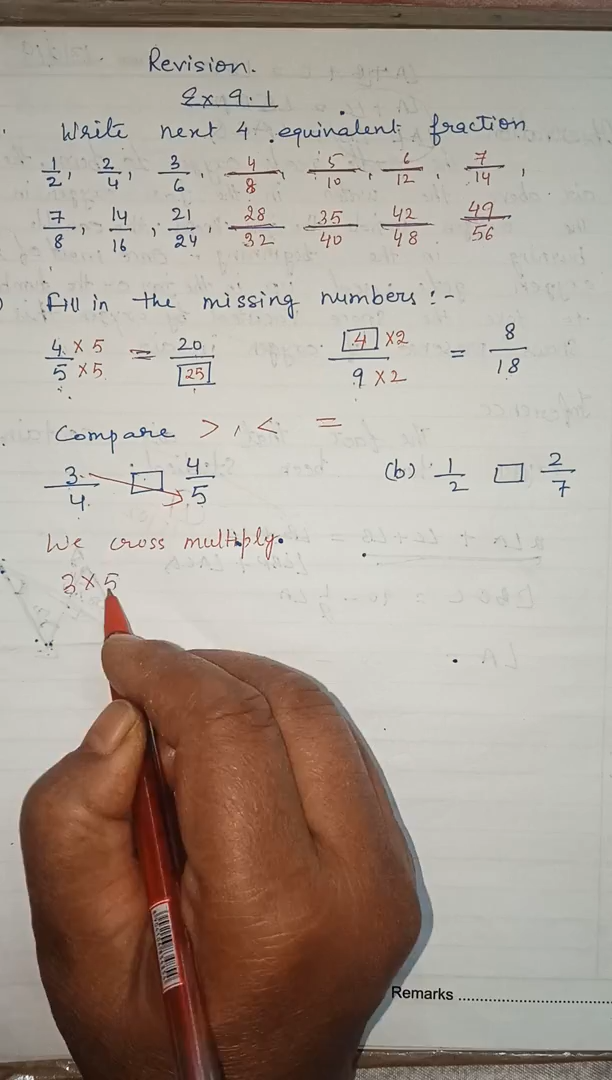 Revision.
Ex 9.1
Write next 4 equivalent fraction
1/2, 2/4, 3/6, 4/8, 5/10, 6/12, 7/14,
7/8, 14/16, 21/24, 28/32, 35/40, 42/48, 49/56
Fill in the missing numbers :-
4 × 5 / 5 × 5 = 20/25 4 × 2 / 9 × 2 = 8/18
Compare >, < =
3/4 □ 4/5 (b) 1/2 □ 2/7
We cross multiply.
3 × 5
Remarks